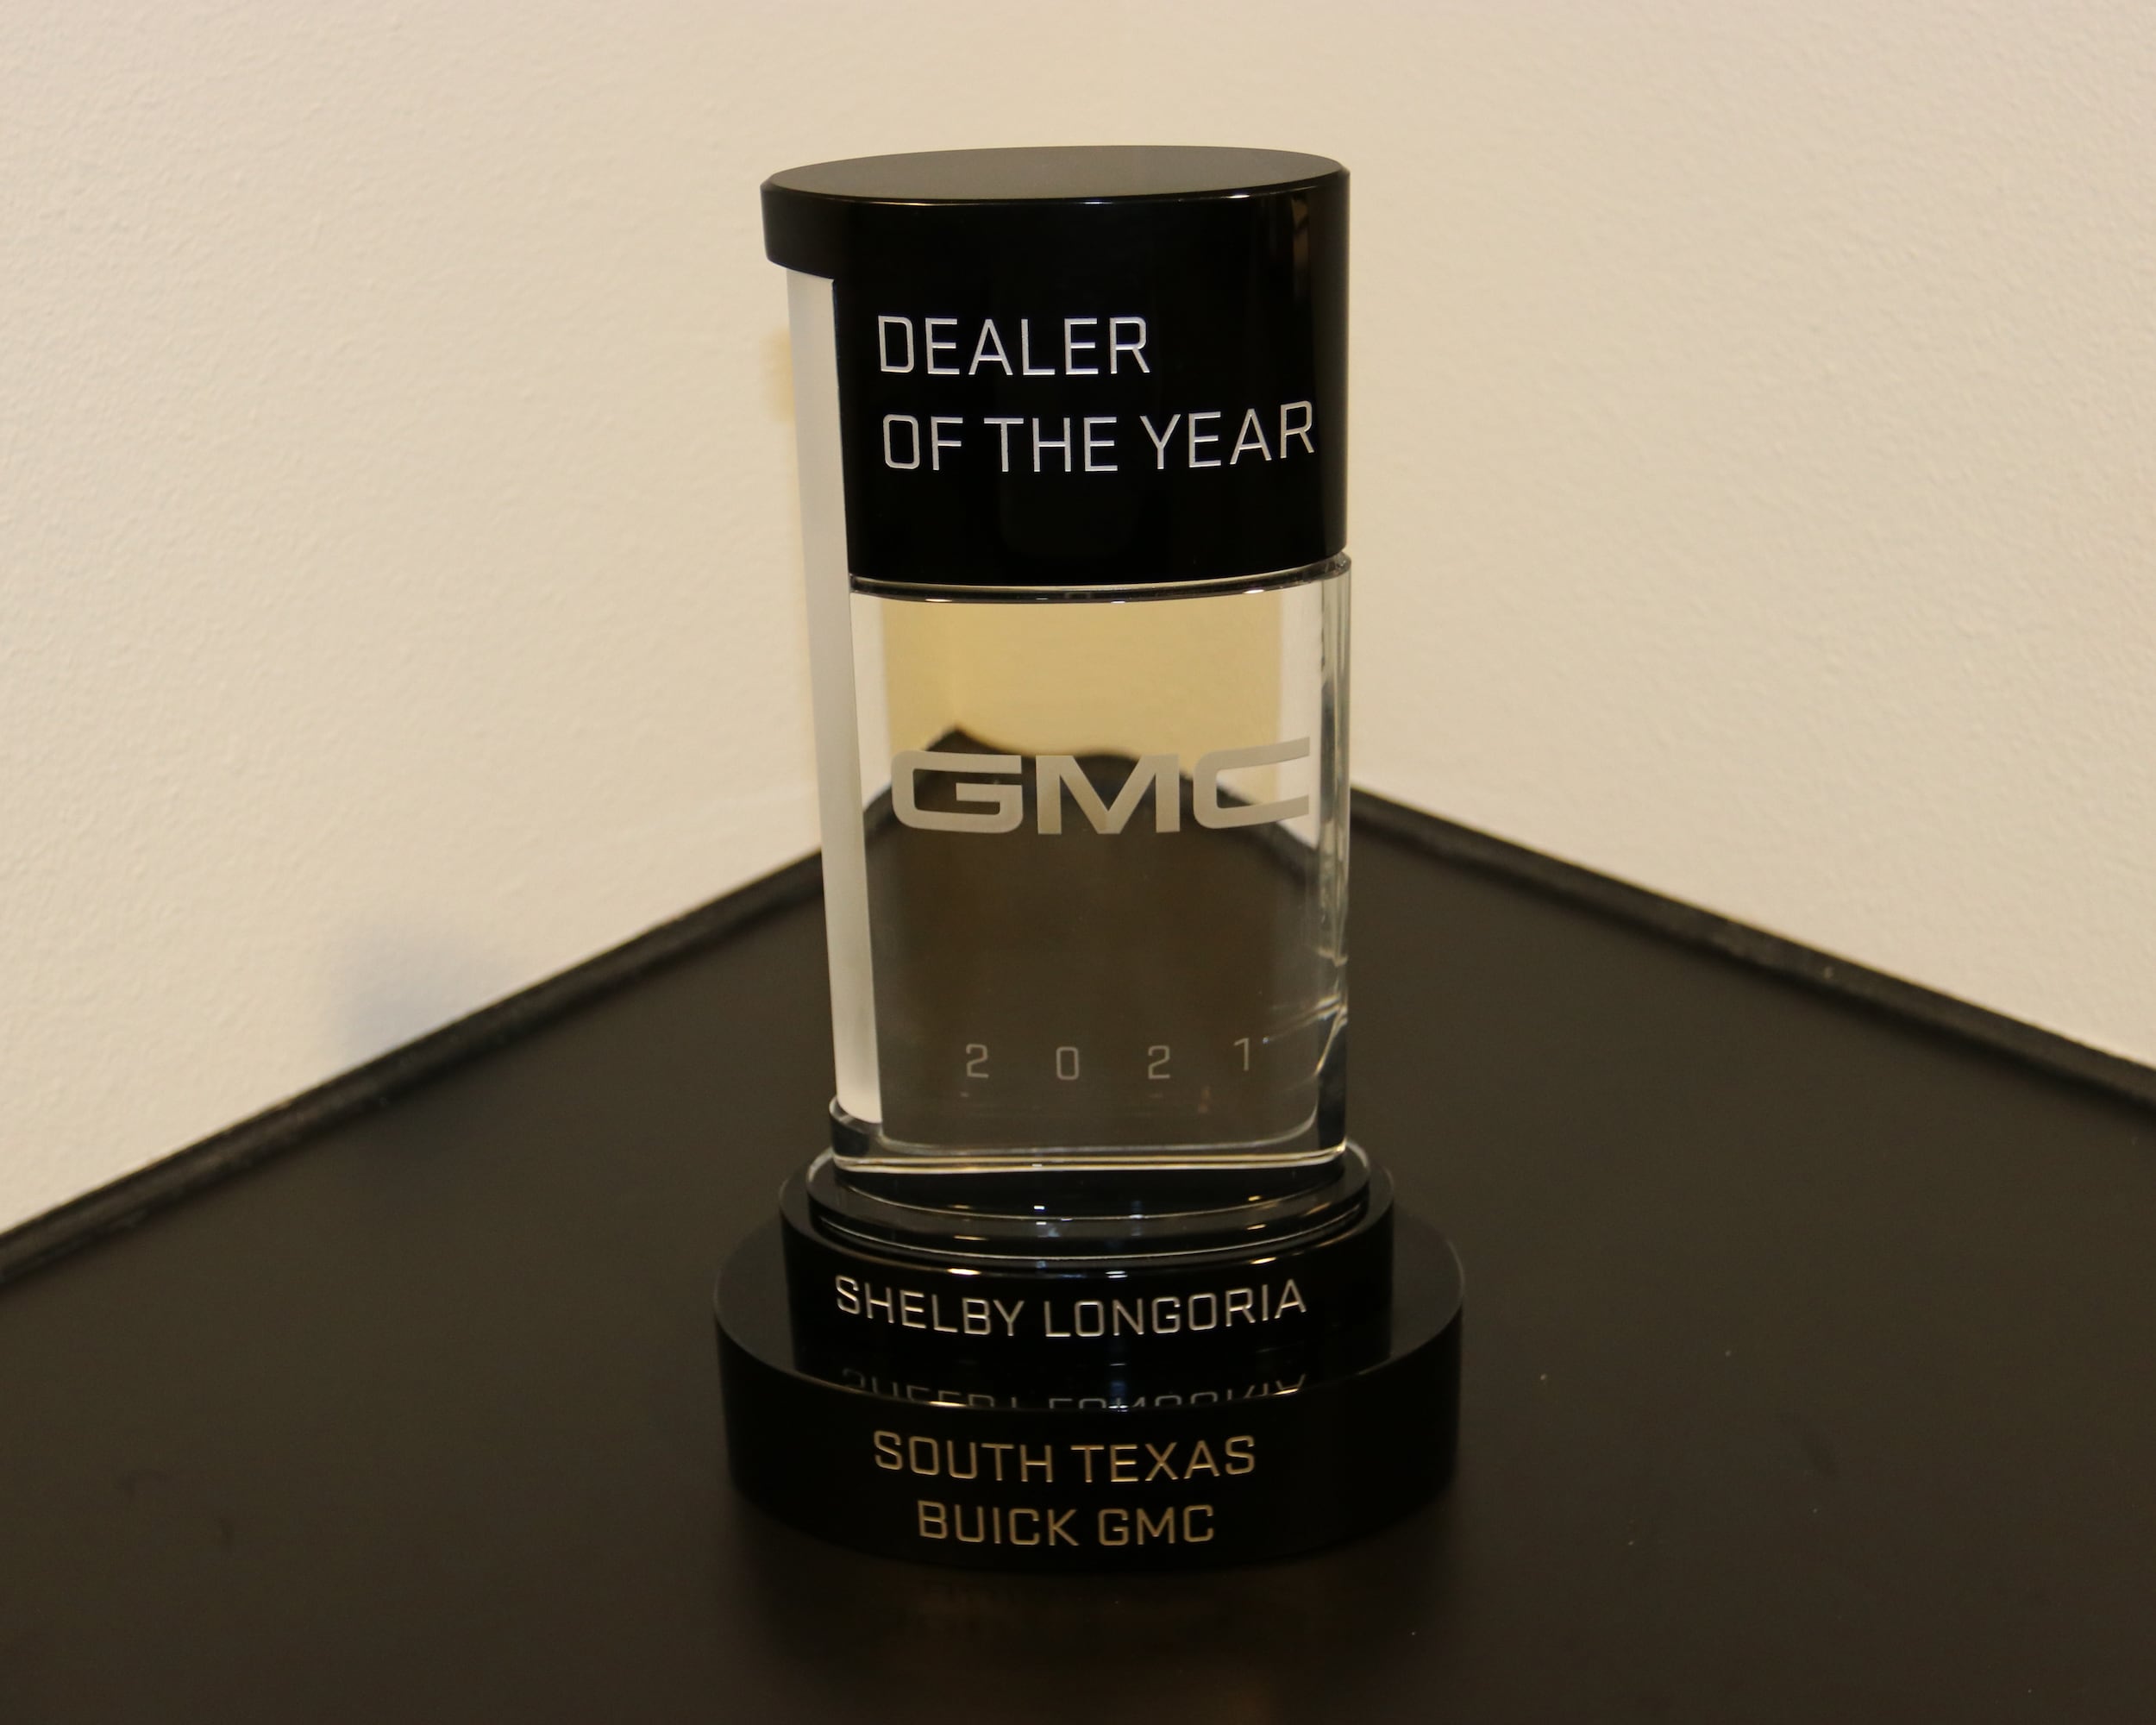 DEALER
OF THE YEAR
GMC
2021
SHELBY LONGORIA
SOUTH TEXAS
BUICK GMC